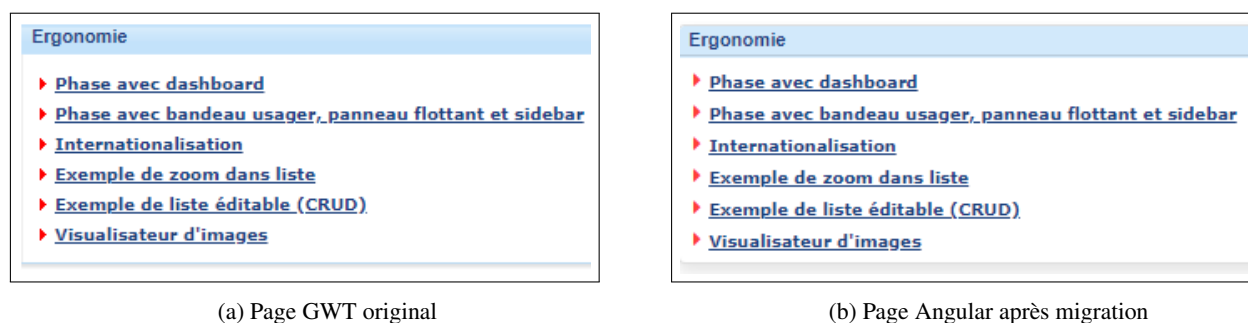 Ergonomie
Phase avec dashboard
Phase avec bandeau usager, panneau flottant et sidebar
Internationalisation
Exemple de zoom dans liste
Exemple de liste éditable (CRUD)
Visualisateur d'images
(a) Page GWT original
Ergonomie
Phase avec dashboard
Phase avec bandeau usager, panneau flottant et sidebar
Internationalisation
Exemple de zoom dans liste
Exemple de liste éditable (CRUD)
Visualisateur d'images
(b) Page Angular après migration